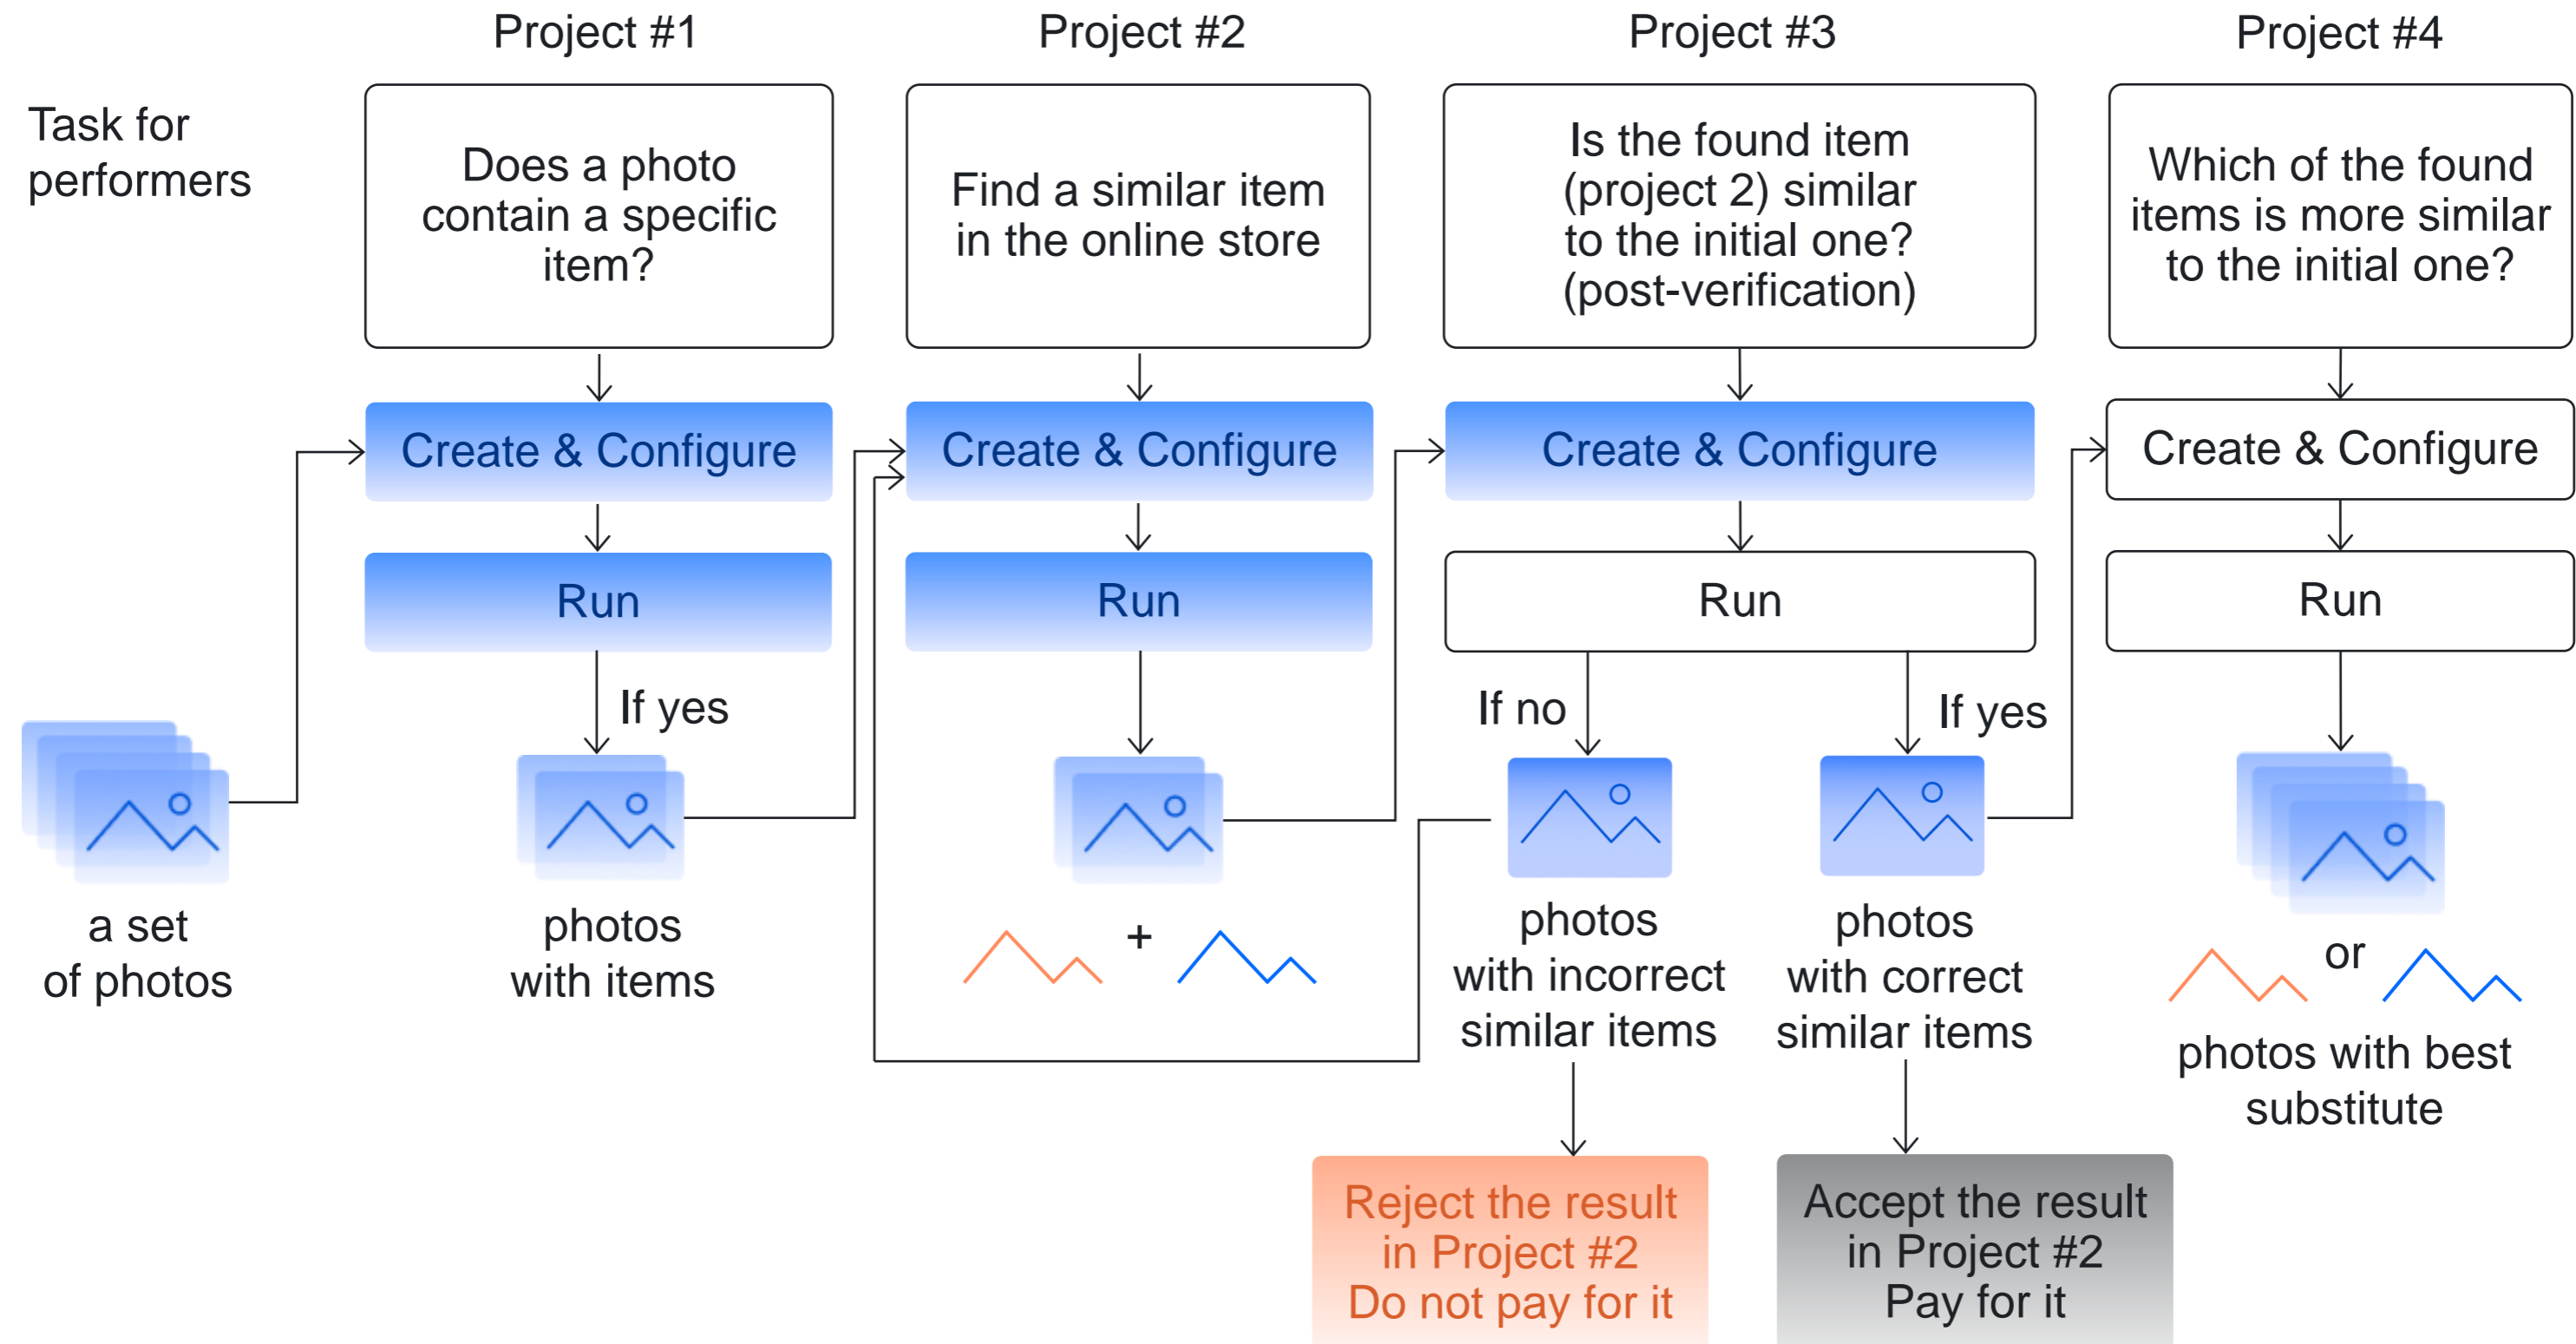 Project #1
Project #2
Project #3
Project #4
Task for
performers
Does a photo
contain a specific
item?
Find a similar item
in the online store
Is the found item
(project 2) similar
to the initial one?
(post-verification)
Which of the found
items is more similar
to the initial one?
Create & Configure
Create & Configure
Create & Configure
Create & Configure
Run
Run
Run
Run
If yes
If no
If yes
a set
of photos
photos
with items
+
photos
with incorrect
similar items
photos
with correct
similar items
or
photos with best
substitute
Reject the result
in Project #2
Do not pay for it
Accept the result
in Project #2
Pay for it